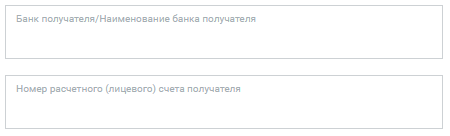 Банк получателя/Наименование банка получателя
Номер расчетного (лицевого) счета получателя